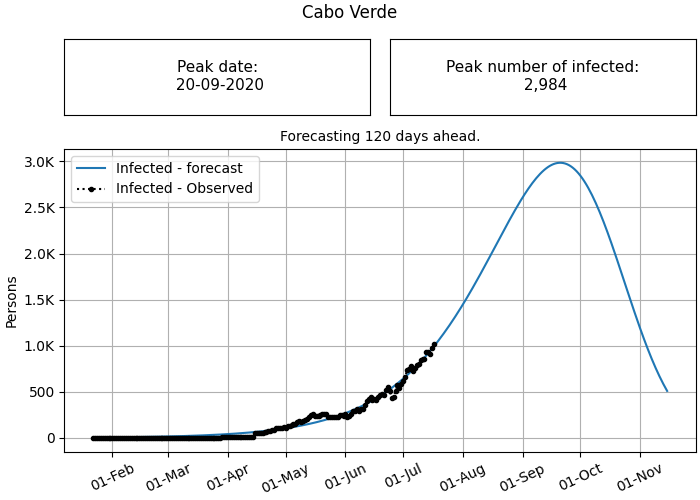 Cabo Verde
Peak date:
20-09-2020
Peak number of infected:
2,984
Forecasting 120 days ahead.
Infected - forecast
Infected - Observed
3.0K
2.5K
2.0K
1.5K
1.0K
500
0
Persons
01-Feb
01-Mar
01-Apr
01-May
01-Jun
01-Jul
01-Aug
01-Sep
01-Oct
01-Nov